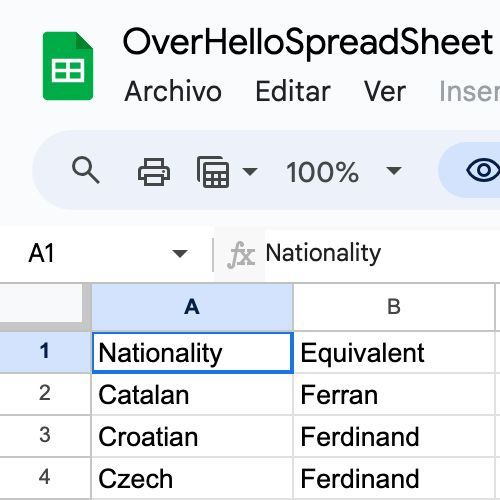 OverHelloSpreadSheet
Archivo Editar Ver Inser
100%
A1 fx Nationality
A B
1 Nationality Equivalent
2 Catalan Ferran
3 Croatian Ferdinand
4 Czech Ferdinand